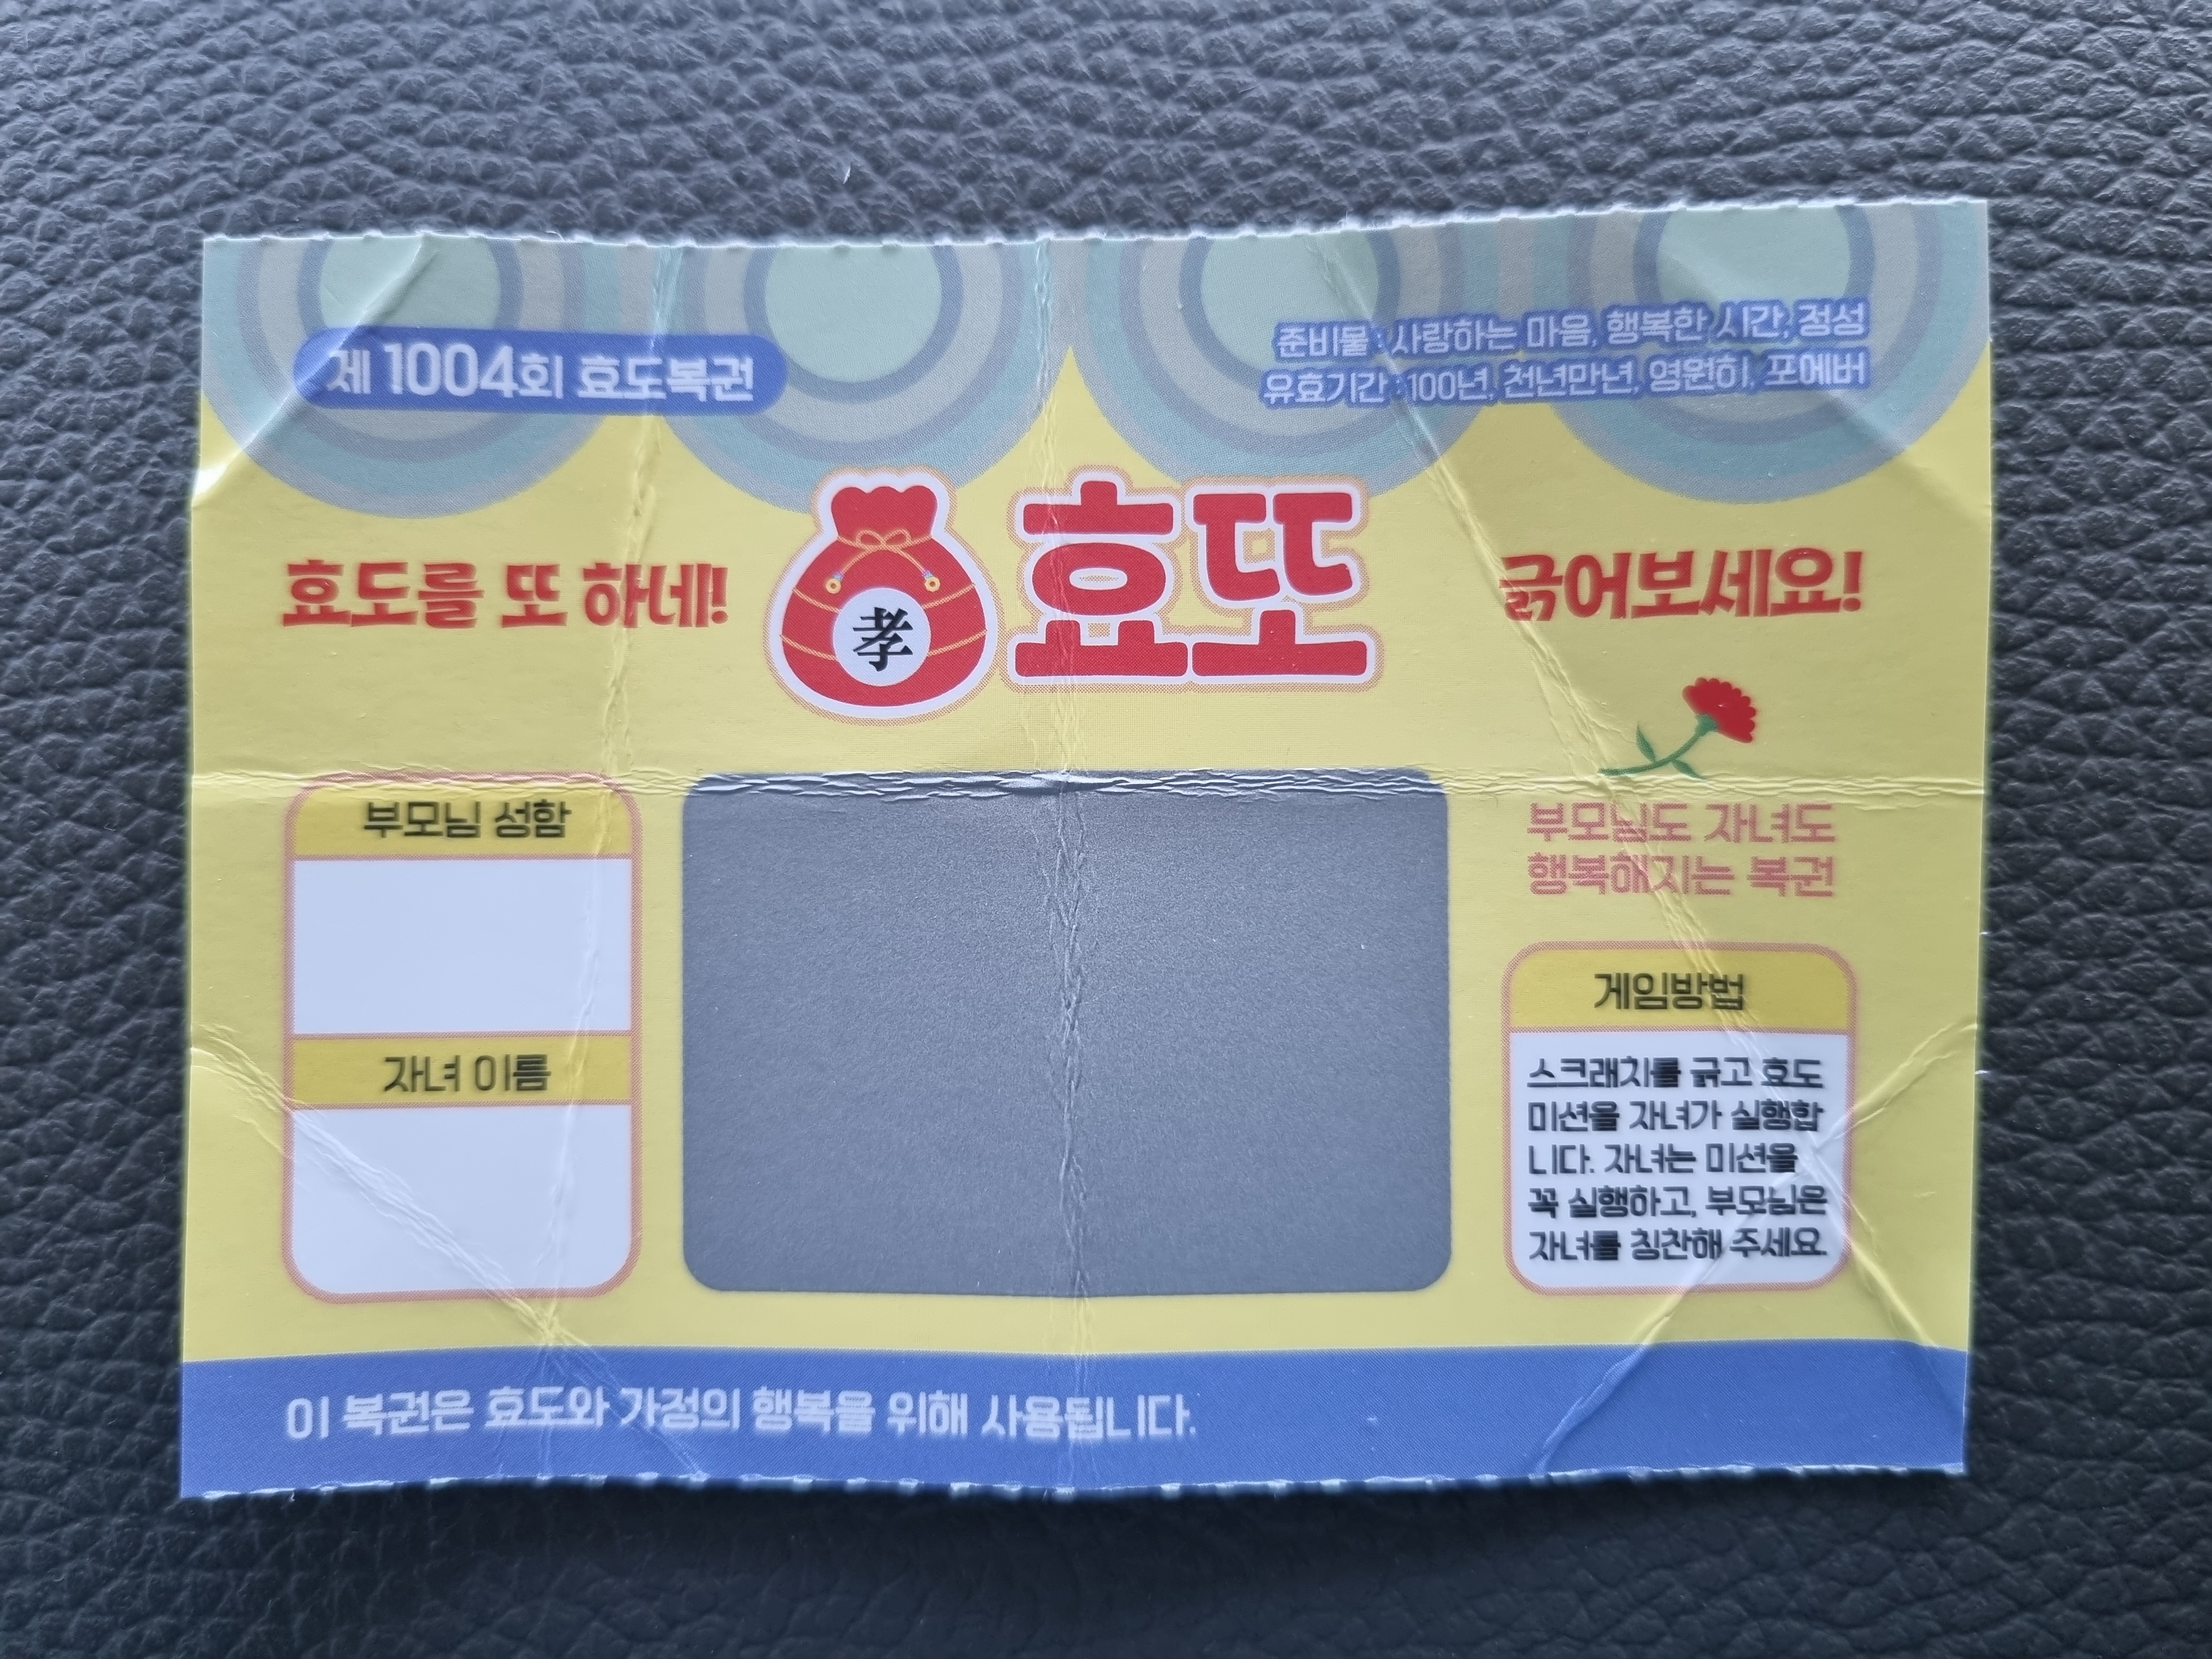 제 1004회 효도복권
준비물 : 사랑하는 마음, 행복한 시간, 정성
유효기간 : 100년, 천년만년, 영원히, 포에버
효도를 또 하네!
孝
효또
긁어보세요!
부모님 성함
자녀 이름
부모님도 자녀도
행복해지는 복권
게임방법
스크래치를 긁고 효도
미션을 자녀가 실행합
니다. 자녀는 미션을
꼭 실행하고, 부모님은
자녀를 칭찬해 주세요
이 복권은 효도와 가정의 행복을 위해 사용됩니다.